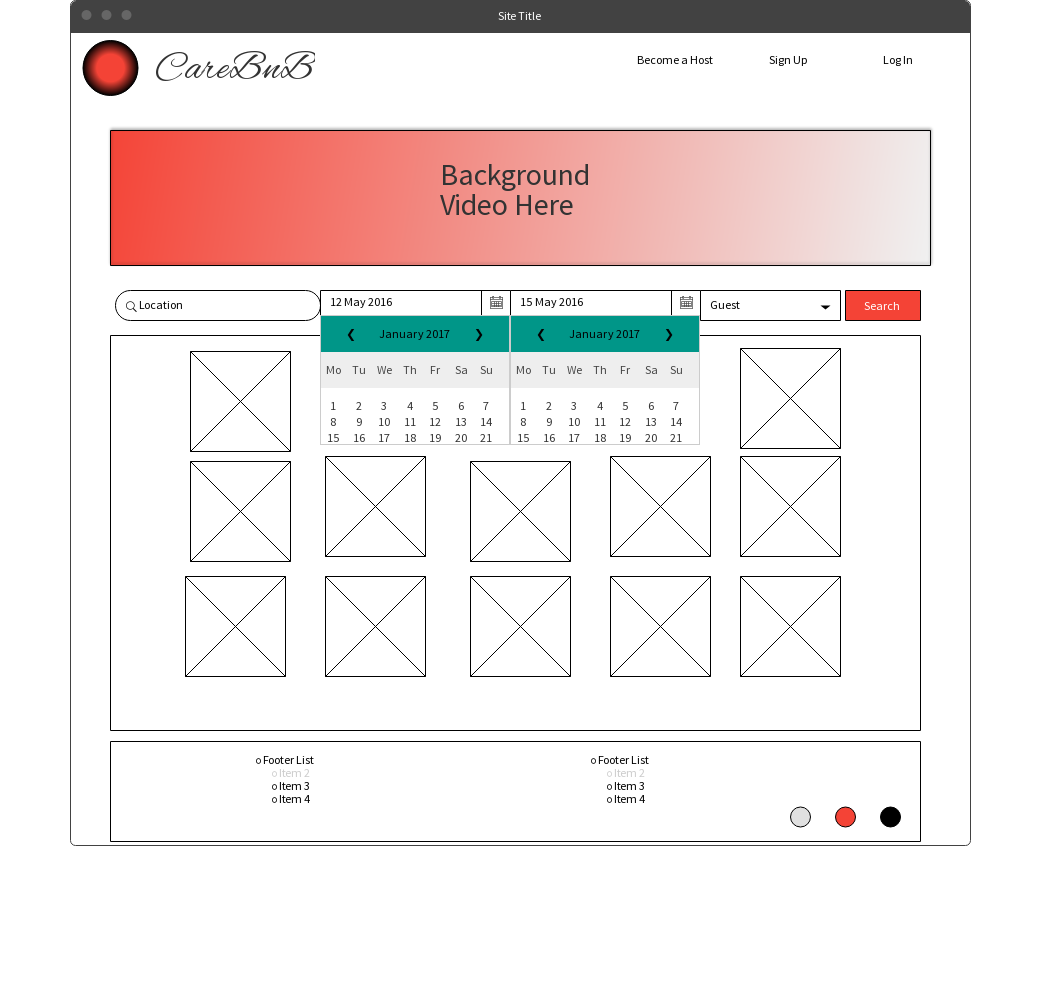 Site Title
CareBnB
Become a Host
Sign Up
Log In
Background
Video Here
Location
12 May 2016
15 May 2016
Guest
Search
❮ January 2017 ❯
❮ January 2017 ❯
Mo Tu We Th Fr Sa Su
Mo Tu We Th Fr Sa Su
1 2 3 4 5 6 7
1 2 3 4 5 6 7
8 9 10 11 12 13 14
8 9 10 11 12 13 14
15 16 17 18 19 20 21
15 16 17 18 19 20 21
o Footer List
o Item 2
o Item 3
o Item 4
o Footer List
o Item 2
o Item 3
o Item 4